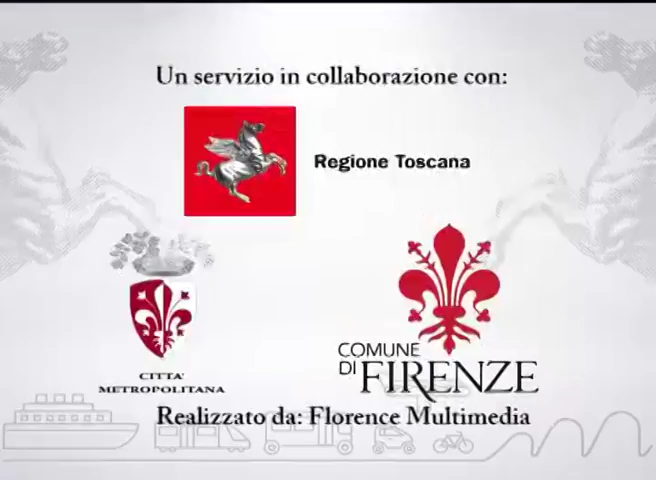 Un servizio in collaborazione con:
Regione Toscana
CITTA'
METROPOLITANA
COMUNE
DI FIRENZE
Realizzato da: Florence Multimedia